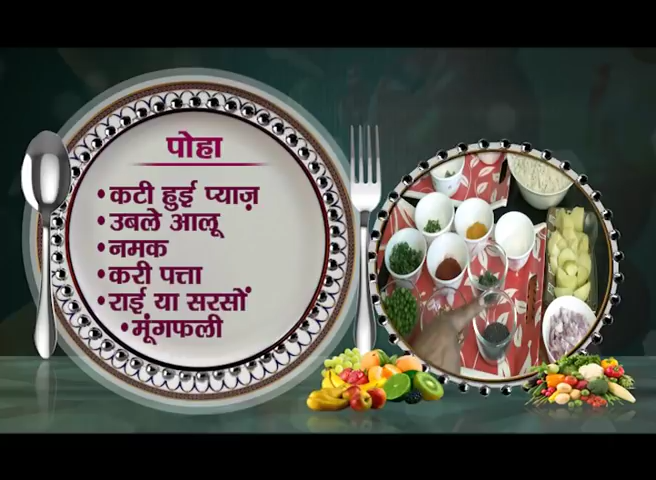 पोहा
•कटी हुई प्याज़
•उबले आलू
•नमक
•करी पत्ता
•राई या सरसों
•मूंगफली